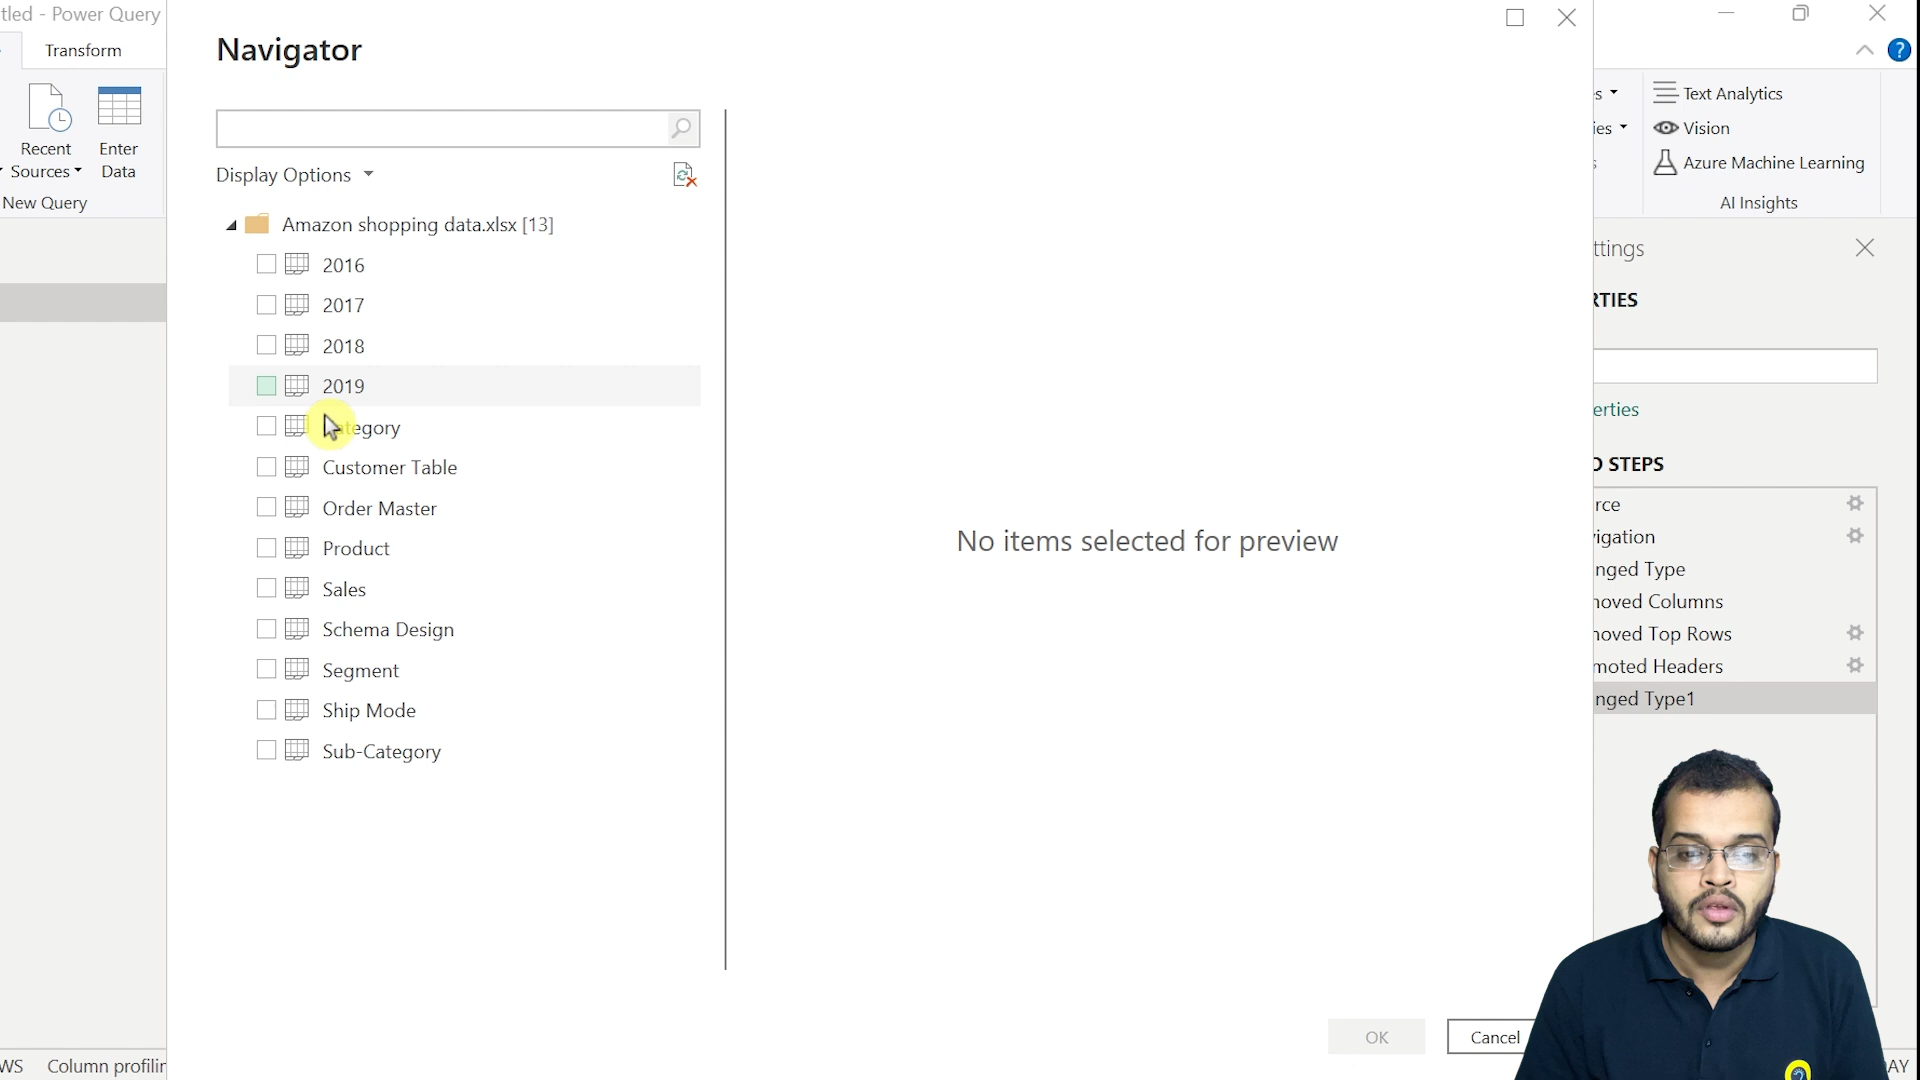 tled - Power Query
Transform
Recent
Sources
Enter
Data
New Query
Navigator
Display Options
Amazon shopping data.xlsx [13]
2016
2017
2018
2019
tegory
Customer Table
Order Master
Product
Sales
Schema Design
Segment
Ship Mode
Sub-Category
No items selected for preview
OK
Cancel
s
ies
s
Text Analytics
Vision
Azure Machine Learning
AI Insights
?
ttings
RTIES
erties
D STEPS
rce
igation
nged Type
noved Columns
noved Top Rows
moted Headers
nged Type1
WS
Column profilin
AY